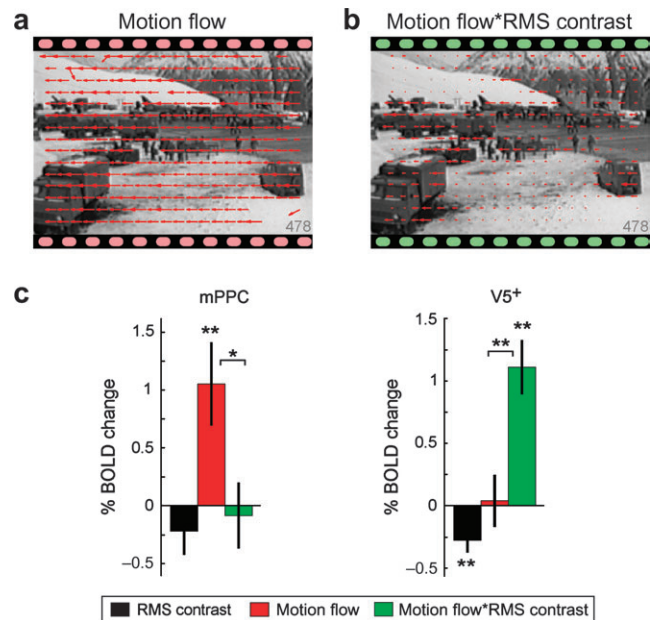 a
Motion flow
478
b
Motion flow*RMS contrast
478
c
mPPC
% BOLD change
1.5
1
0.5
0
–0.5
**
*
V5+
% BOLD change
1.5
1
0.5
0
–0.5
**
**
**
RMS contrast
Motion flow
Motion flow*RMS contrast